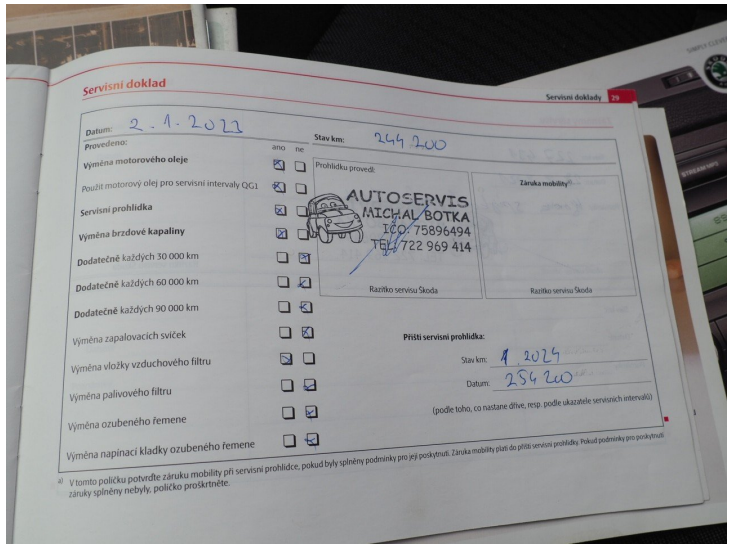 Servisní doklad
Servisní doklady 29
Datum: 2.1.2023
Stav km: 244 200
Provedeno: ano ne
Výměna motorového oleje
Použit motorový olej pro servisní intervaly QG1
Servisní prohlídka
Výměna brzdové kapaliny
Dodatečně každých 30 000 km
Dodatečně každých 60 000 km
Dodatečně každých 90 000 km
Výměna zapalovacích svíček
Výměna vložky vzduchového filtru
Výměna palivového filtru
Výměna ozubeného řemene
Výměna napínací kladky ozubeného řemene
Prohlídku provedl:
AUTOSERVIS
MICHAL BOTKA
IČO: 75896494
TEL: 722 969 414
Razítko servisu Škoda
Záruka mobility
Razítko servisu Škoda
Příští servisní prohlídka:
Stav km: 1.2024
Datum: 254 200
(podle toho, co nastane dříve, resp. podle ukazatele servisních intervalů)
a) V tomto políčku potvrďte záruku mobility při servisní prohlídce, pokud byly splněny podmínky pro její poskytnutí. Záruka mobility platí do příští servisní prohlídky. Pokud podmínky pro poskytnutí
záruky splněny nebyly, políčko proškrtněte.
SIMPLY CLEVER
STREAM MP3